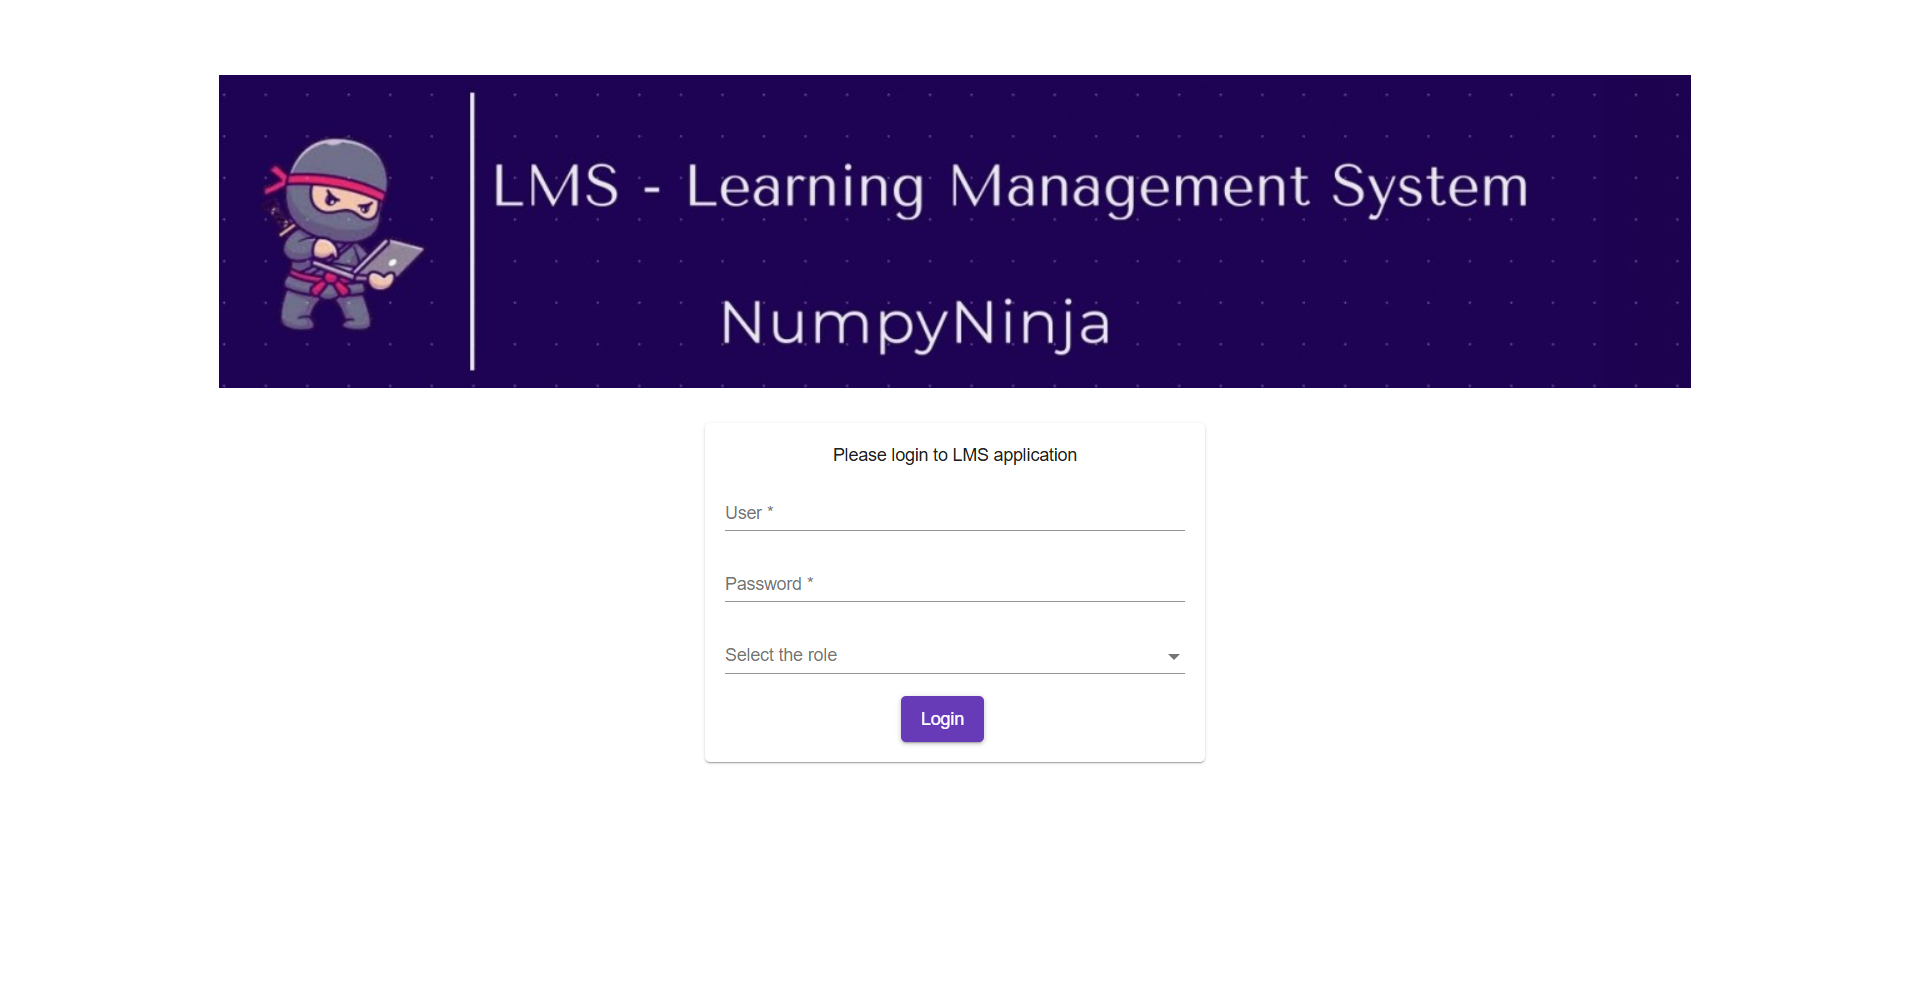 LMS - Learning Management System
NumpyNinja
Please login to LMS application
User *
Password *
Select the role
Login